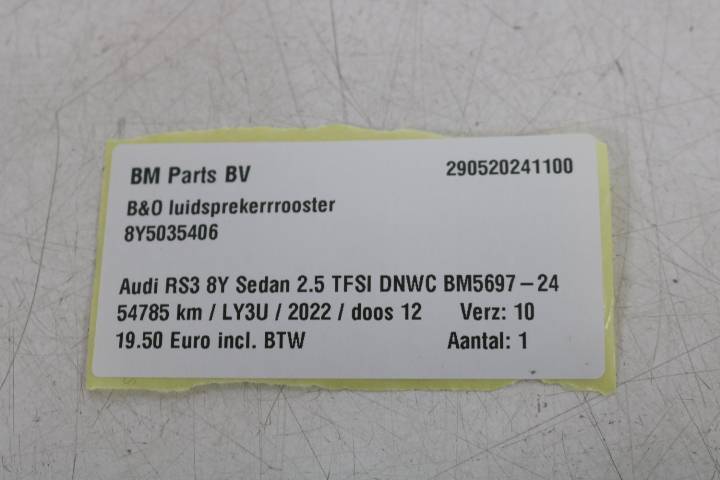 BM Parts BV 290520241100
B&O luidsprekerrrooster
8Y5035406
Audi RS3 8Y Sedan 2.5 TFSI DNWC BM5697-24
54785 km / LY3U / 2022 / doos 12 Verz: 10
19.50 Euro incl. BTW Aantal: 1